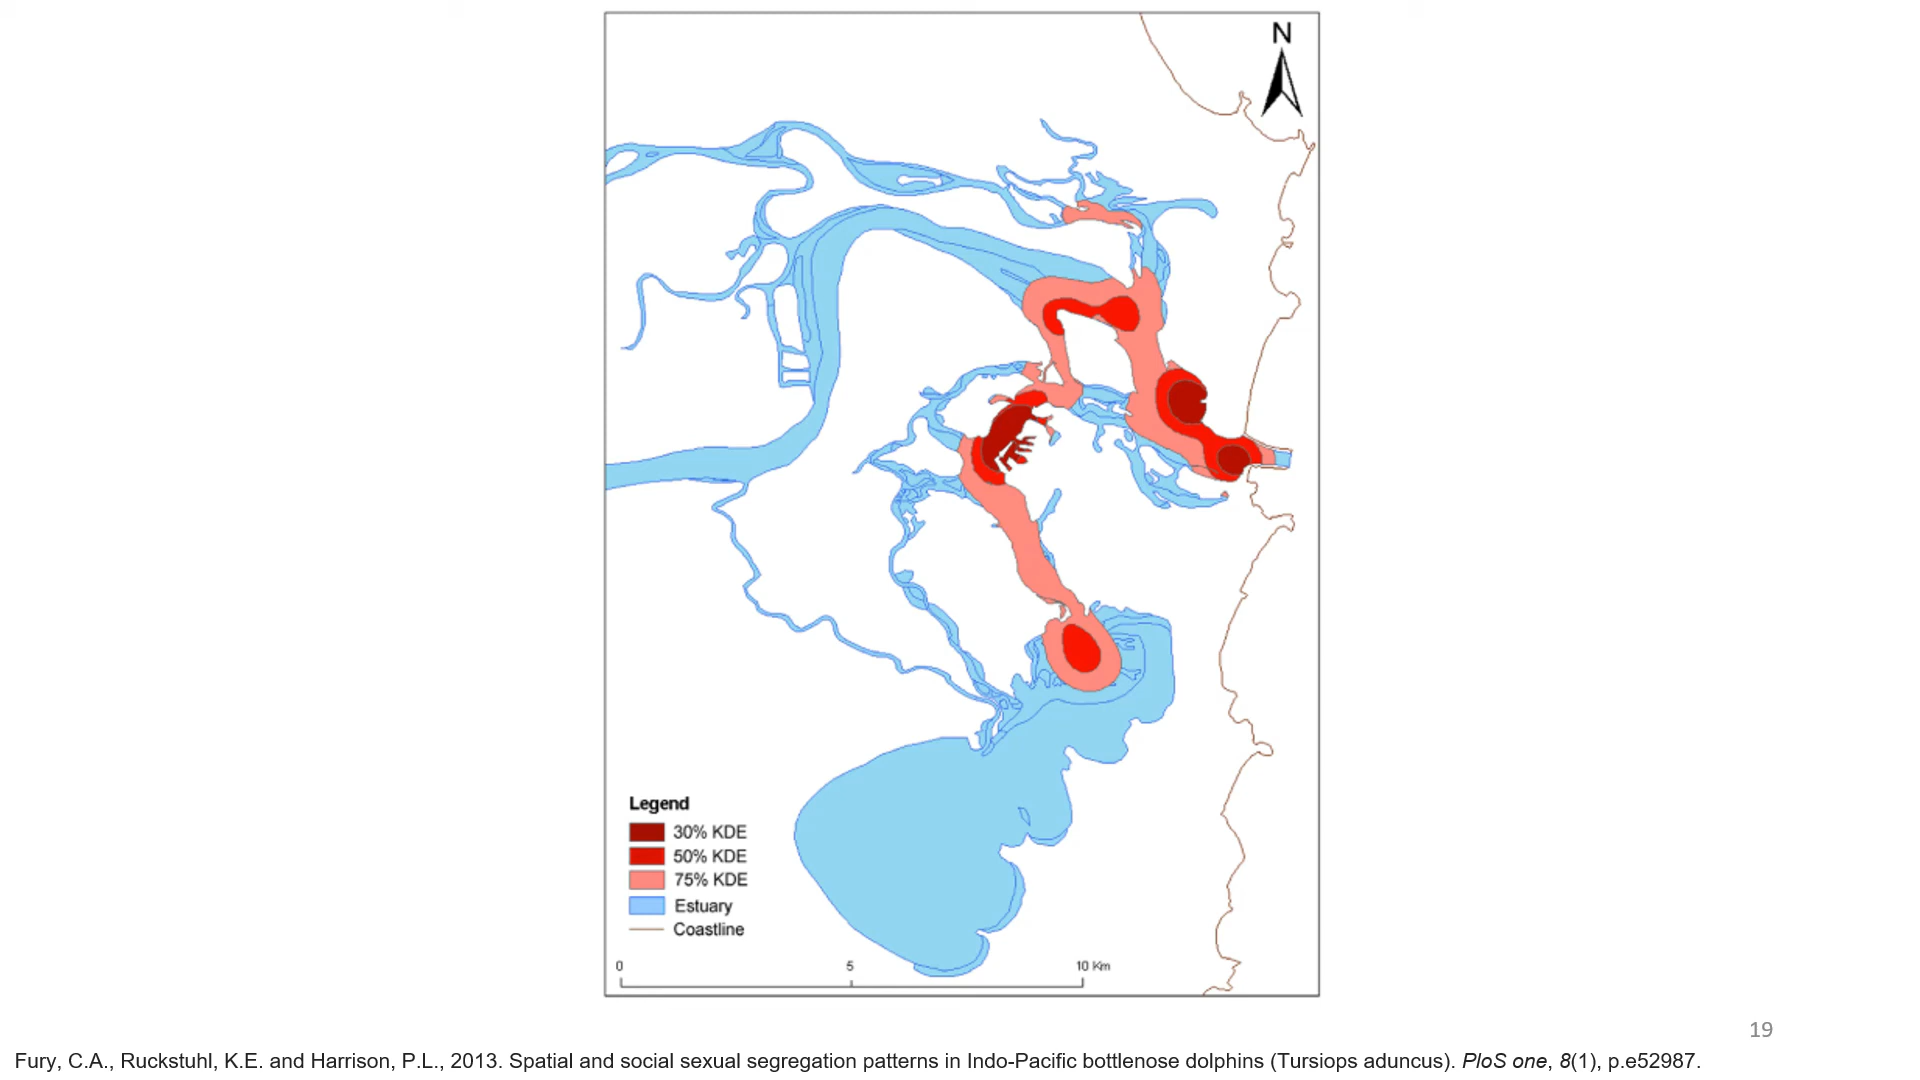 N
Legend
30% KDE
50% KDE
75% KDE
Estuary
Coastline
0 5 10 Km
19
Fury, C.A., Ruckstuhl, K.E. and Harrison, P.L., 2013. Spatial and social sexual segregation patterns in Indo-Pacific bottlenose dolphins (Tursiops aduncus). PloS one, 8(1), p.e52987.